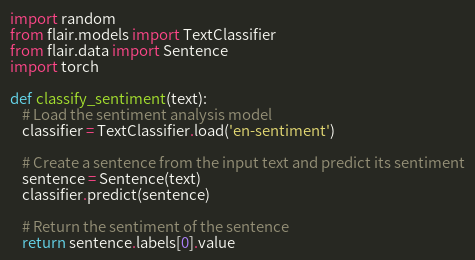 import random
from flair.models import TextClassifier
from flair.data import Sentence
import torch

def classify_sentiment(text):
    # Load the sentiment analysis model
    classifier = TextClassifier.load('en-sentiment')

    # Create a sentence from the input text and predict its sentiment
    sentence = Sentence(text)
    classifier.predict(sentence)

    # Return the sentiment of the sentence
    return sentence.labels[0].value